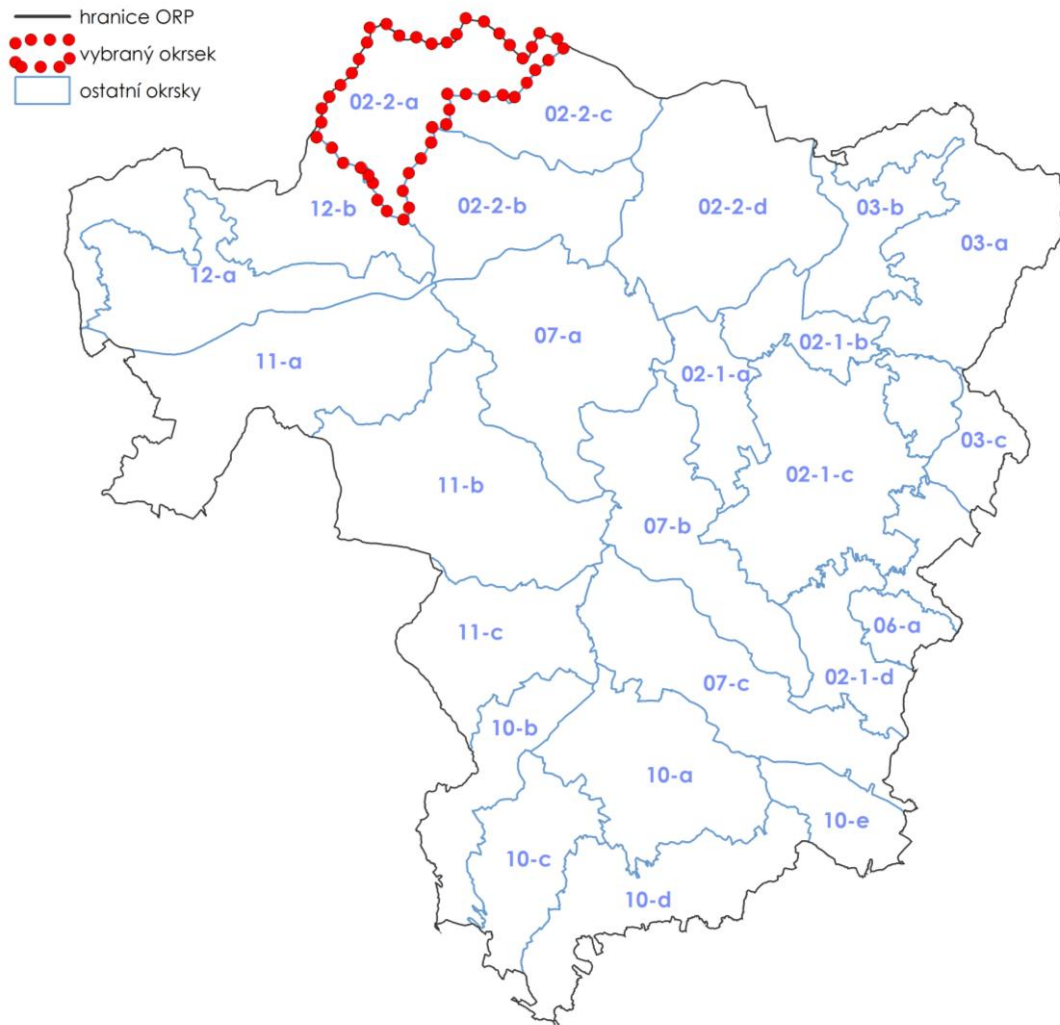 hranice ORP
vybraný okrsek
ostatní okrsky
02-2-a
02-2-c
12-b
02-2-b
02-2-d
03-b
03-a
12-a
07-a
02-1-b
11-a
02-1-a
03-c
11-b
02-1-c
07-b
06-a
11-c
02-1-d
07-c
10-b
10-a
10-e
10-c
10-d